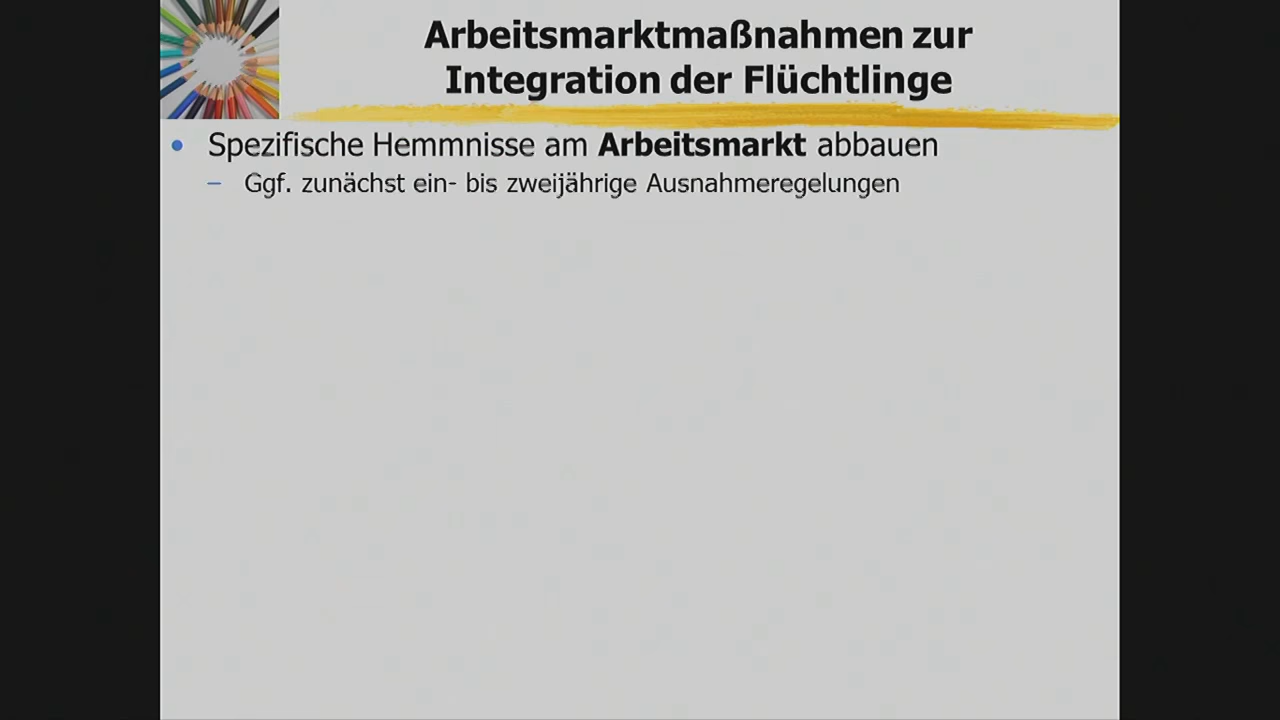 Arbeitsmarktmaßnahmen zur
Integration der Flüchtlinge
• Spezifische Hemmnisse am Arbeitsmarkt abbauen
– Ggf. zunächst ein- bis zweijährige Ausnahmeregelungen